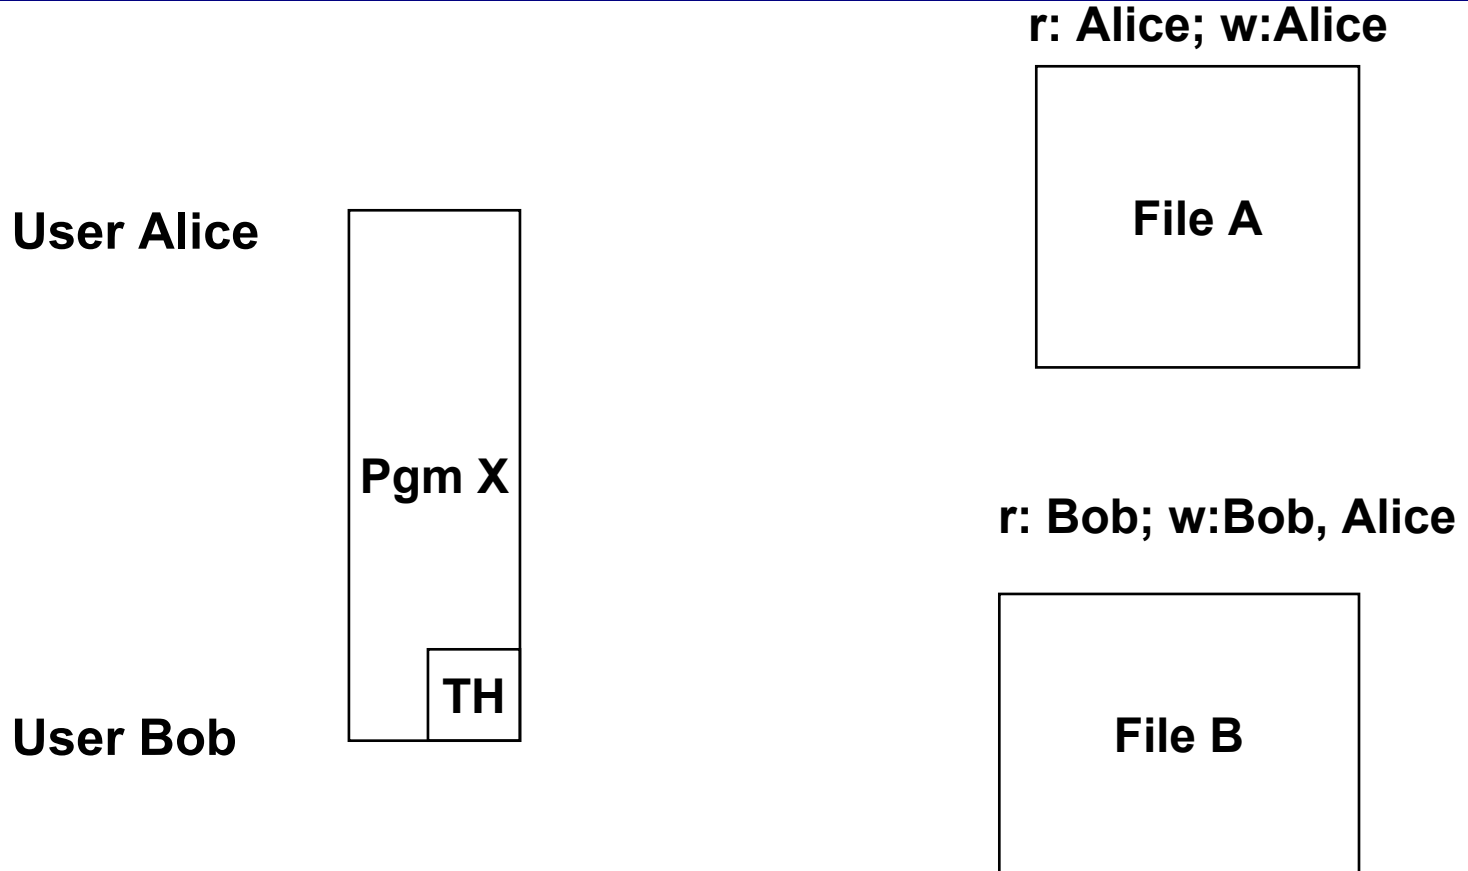 r: Alice; w:Alice
File A
User Alice
Pgm X
r: Bob; w:Bob, Alice
TH
User Bob
File B